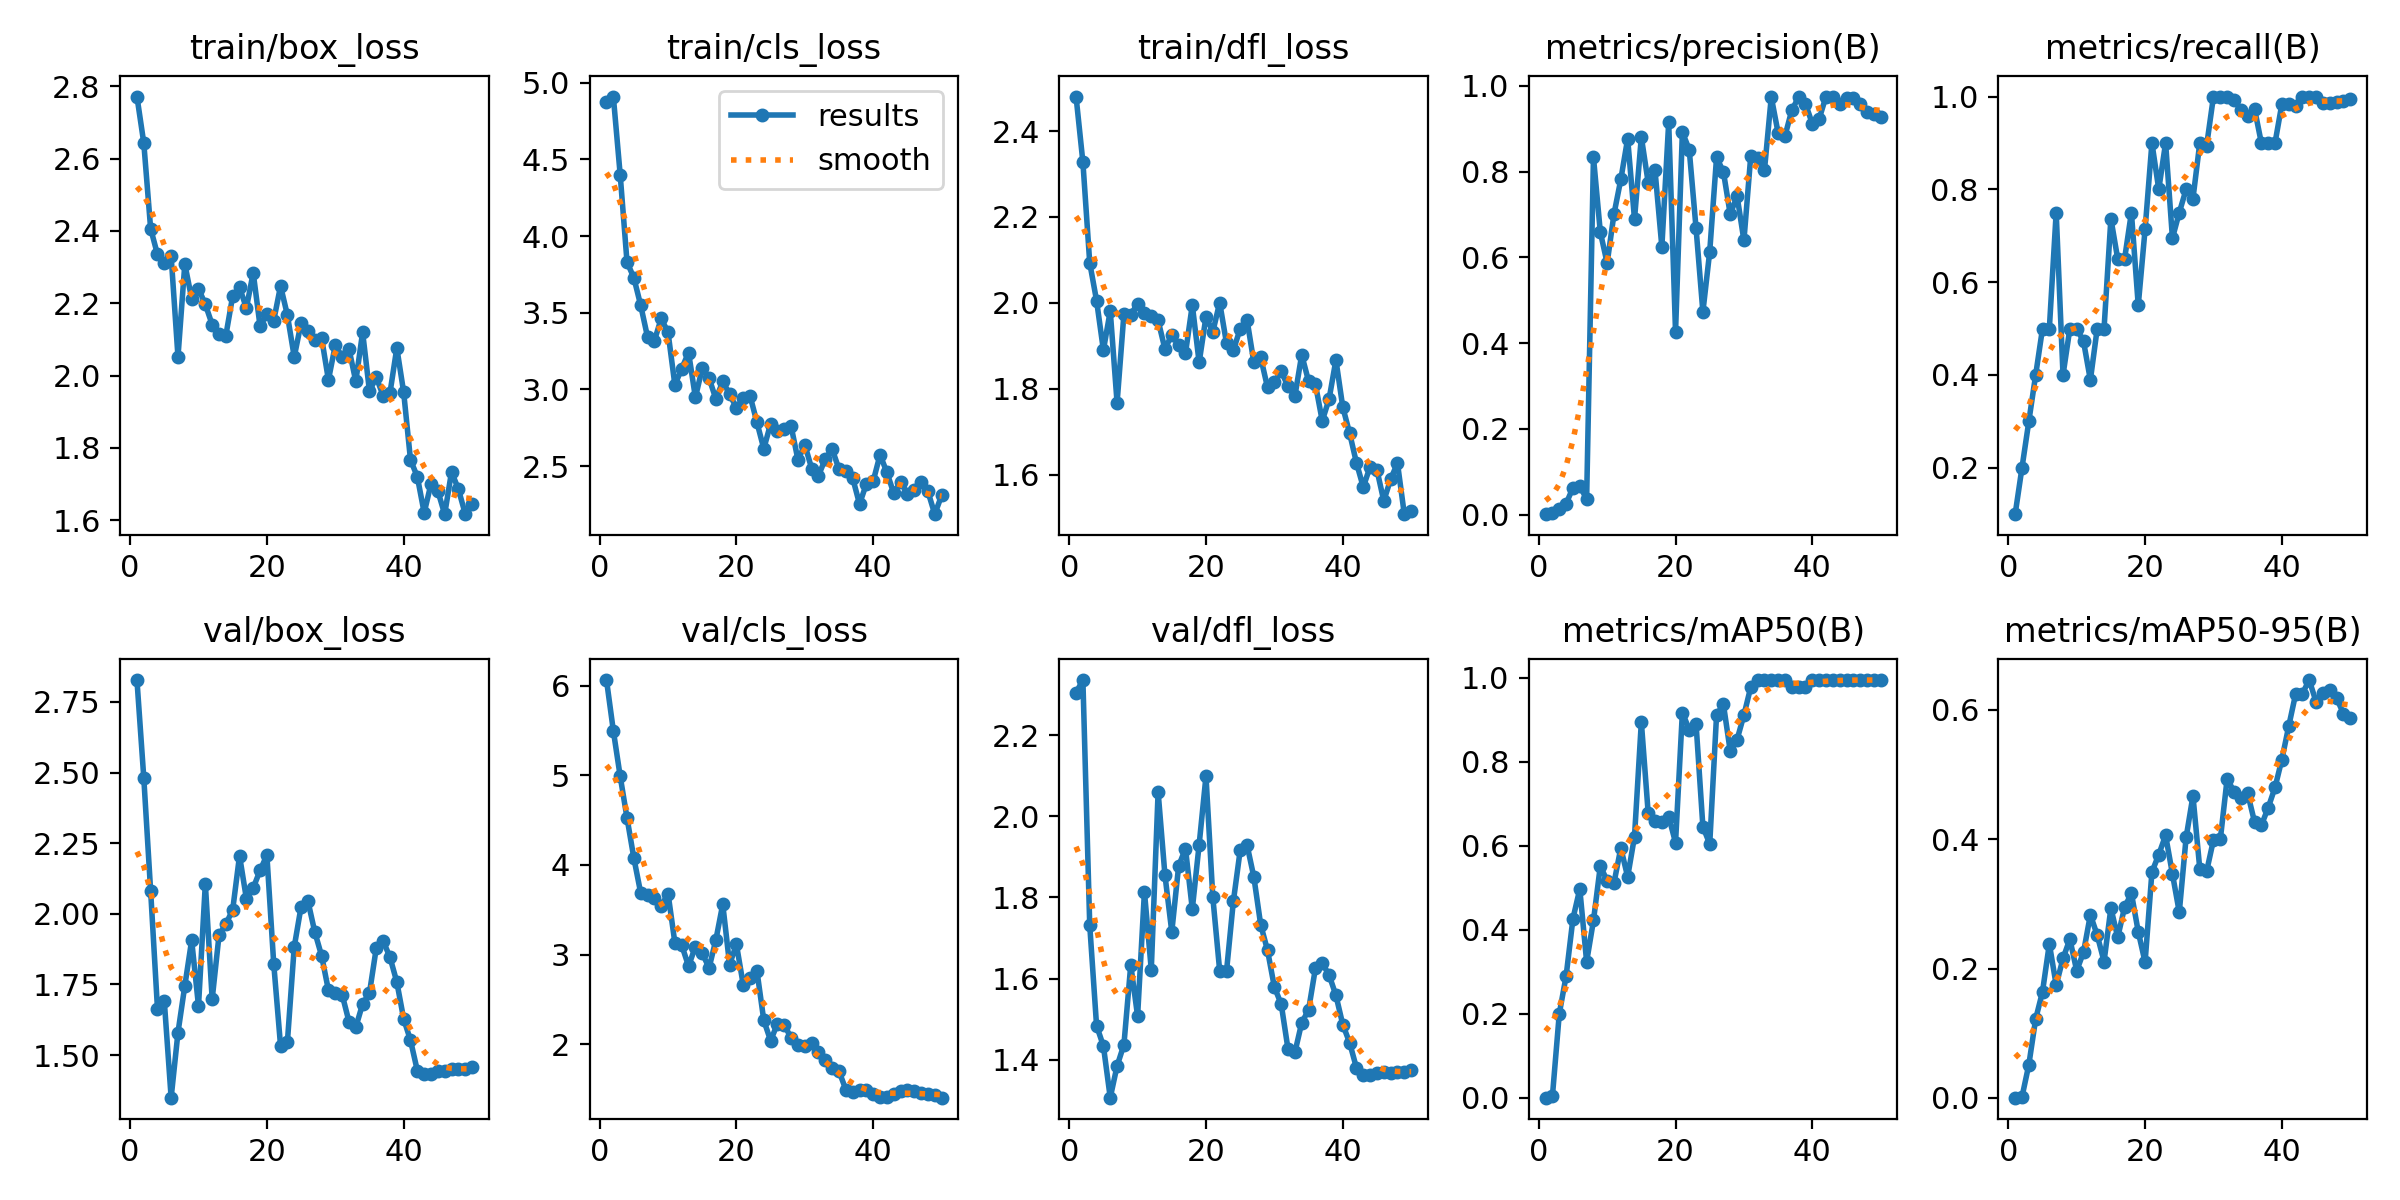 train/box_loss
train/cls_loss
train/dfl_loss
metrics/precision(B)
metrics/recall(B)
2.8
2.6
2.4
2.2
2.0
1.8
1.6
0 20 40
5.0
4.5
4.0
3.5
3.0
2.5
results
smooth
0 20 40
2.4
2.2
2.0
1.8
1.6
0 20 40
1.0
0.8
0.6
0.4
0.2
0.0
0 20 40
1.0
0.8
0.6
0.4
0.2
0 20 40
val/box_loss
val/cls_loss
val/dfl_loss
metrics/mAP50(B)
metrics/mAP50-95(B)
2.75
2.50
2.25
2.00
1.75
1.50
0 20 40
6
5
4
3
2
0 20 40
2.2
2.0
1.8
1.6
1.4
0 20 40
1.0
0.8
0.6
0.4
0.2
0.0
0 20 40
0.6
0.4
0.2
0.0
0 20 40